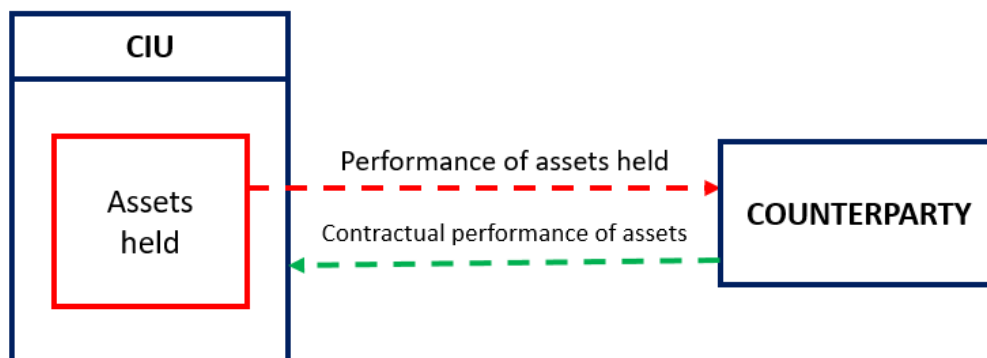 CIU
Assets
held
Performance of assets held
Contractual performance of assets
COUNTERPARTY